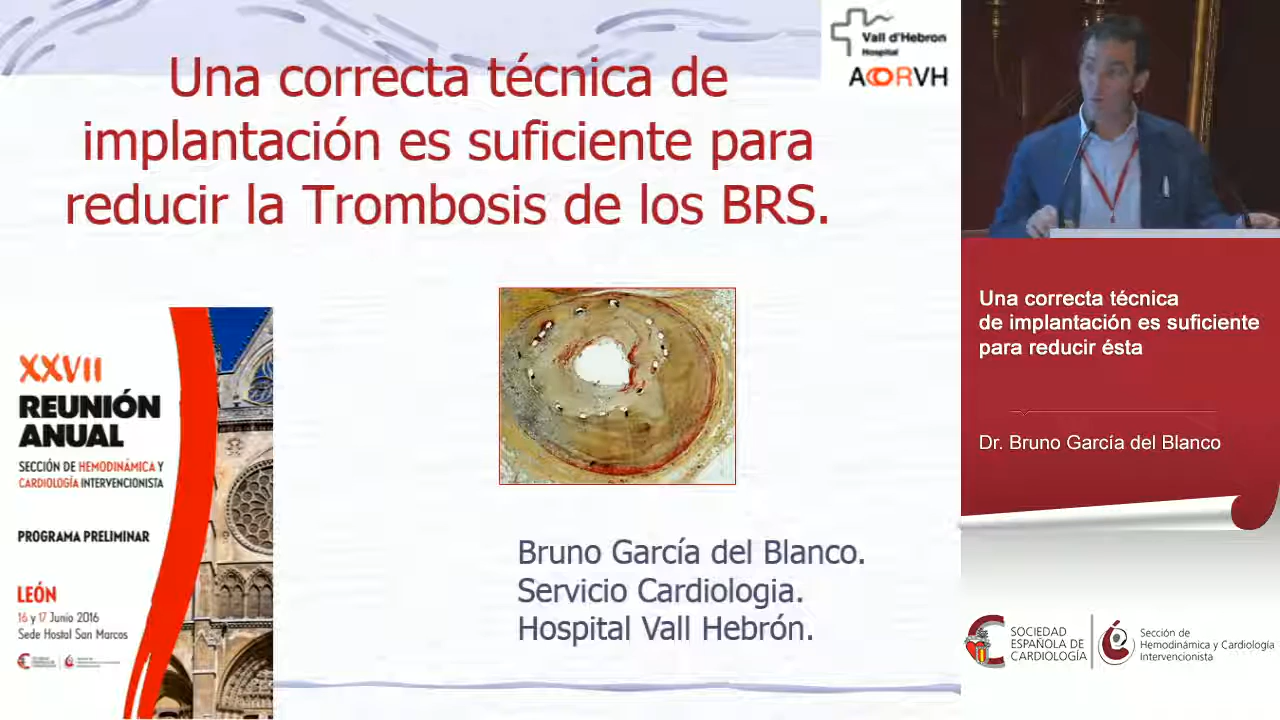 Una correcta técnica de
implantación es suficiente para
reducir la Trombosis de los BRS.
Vall d'Hebron
Hospital
ACORVH
XXVII
REUNIÓN
ANUAL
SECCIÓN DE HEMODINÁMICA Y
CARDIOLOGÍA INTERVENCIONISTA
PROGRAMA PRELIMINAR
LEÓN
16 y 17 Junio 2016
Sede Hostal San Marcos
Bruno García del Blanco.
Servicio Cardiologia.
Hospital Vall Hebrón.
Una correcta técnica
de implantación es suficiente
para reducir ésta
Dr. Bruno García del Blanco
SOCIEDAD
ESPAÑOLA DE
CARDIOLOGÍA
Sección de
Hemodinámica y Cardiología
Intervencionista